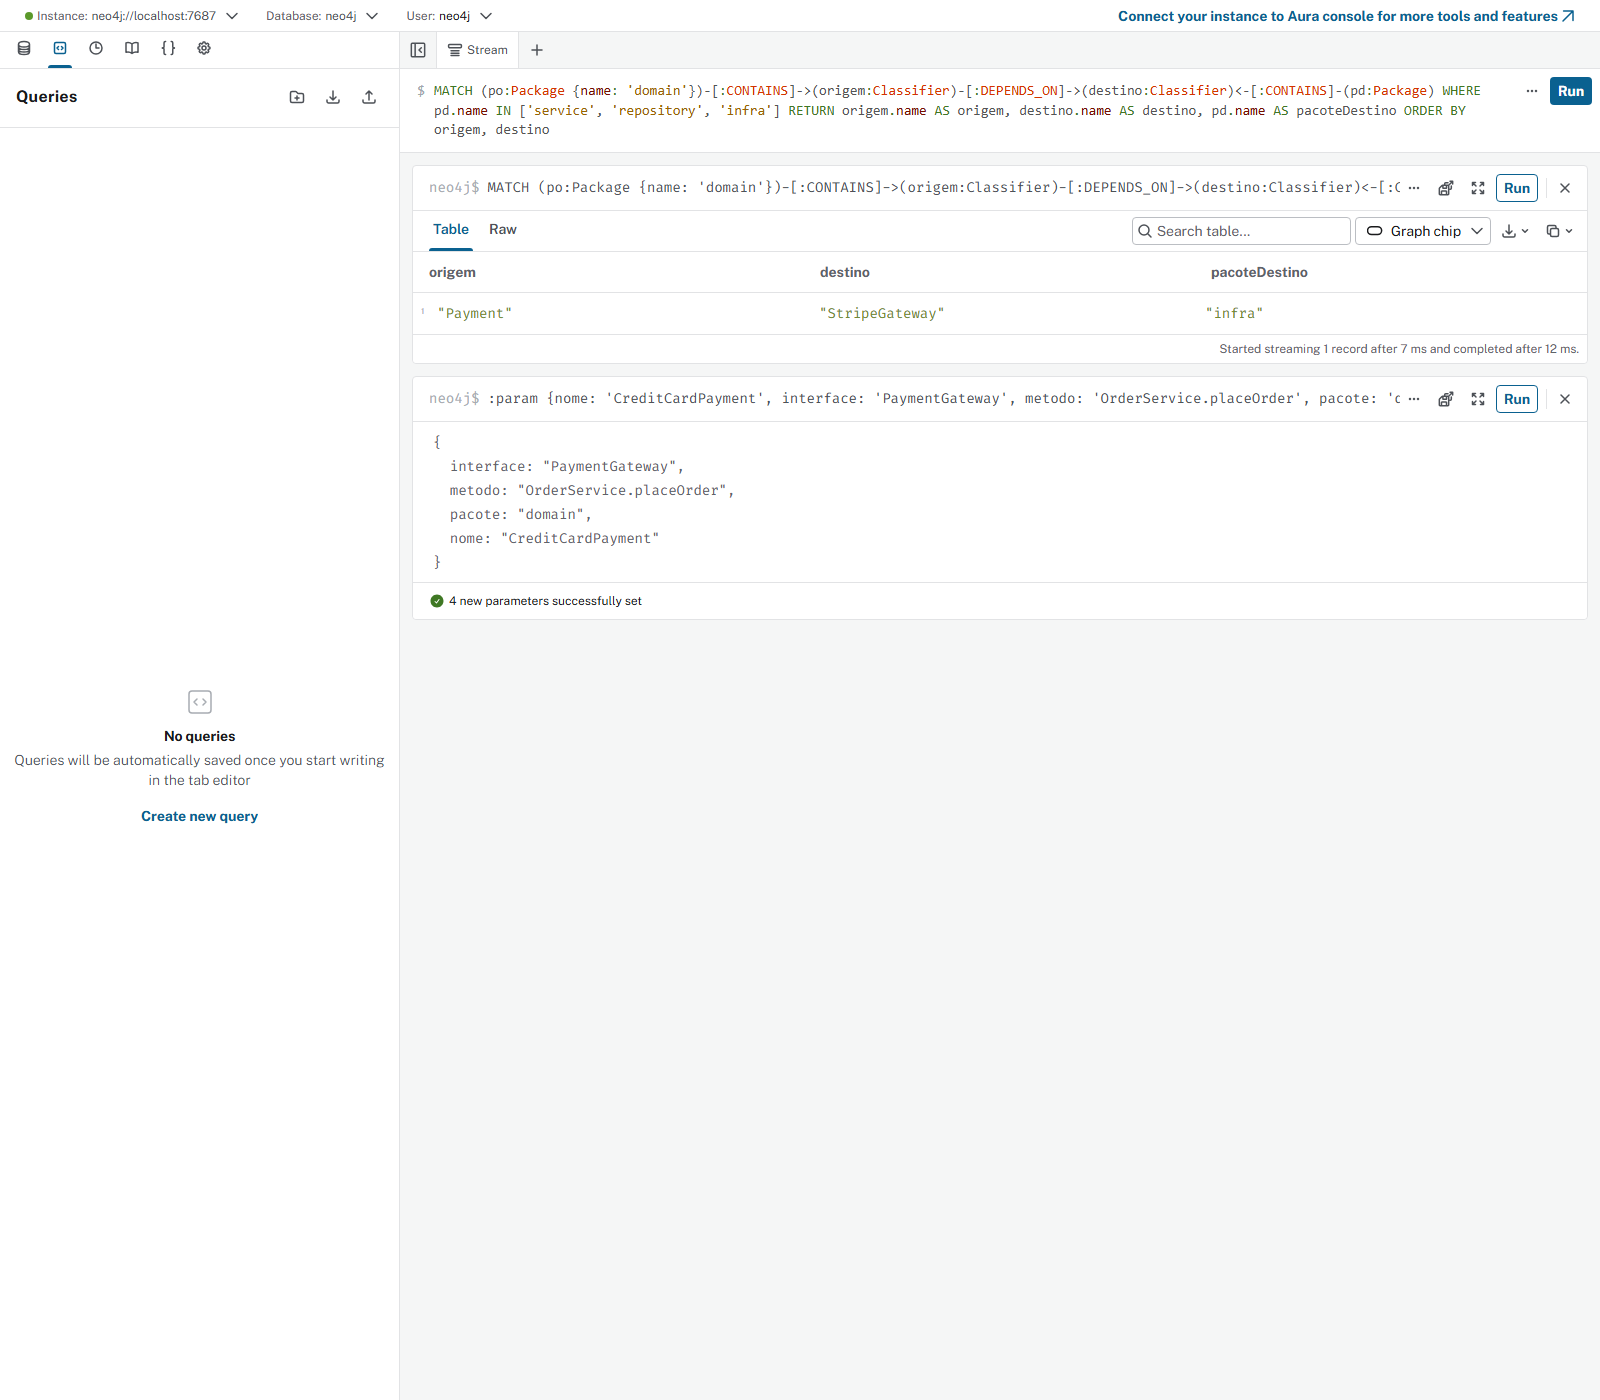 Instance: neo4j://localhost:7687 Database: neo4j User: neo4j Connect your instance to Aura console for more tools and features
Stream
Queries
$ MATCH (po:Package {name: 'domain'})-[:CONTAINS]->(origem:Classifier)-[:DEPENDS_ON]->(destino:Classifier)<-[:CONTAINS]-(pd:Package) WHERE
pd.name IN ['service', 'repository', 'infra'] RETURN origem.name AS origem, destino.name AS destino, pd.name AS pacoteDestino ORDER BY
origem, destino
Run
neo4j$ MATCH (po:Package {name: 'domain'})-[:CONTAINS]->(origem:Classifier)-[:DEPENDS_ON]->(destino:Classifier)<-[:C ... Run
Table Raw Search table... Graph chip
origem destino pacoteDestino
1 "Payment" "StripeGateway" "infra"
Started streaming 1 record after 7 ms and completed after 12 ms.
neo4j$ :param {nome: 'CreditCardPayment', interface: 'PaymentGateway', metodo: 'OrderService.placeOrder', pacote: 'd ... Run
{
interface: "PaymentGateway",
metodo: "OrderService.placeOrder",
pacote: "domain",
nome: "CreditCardPayment"
}
4 new parameters successfully set
No queries
Queries will be automatically saved once you start writing
in the tab editor
Create new query